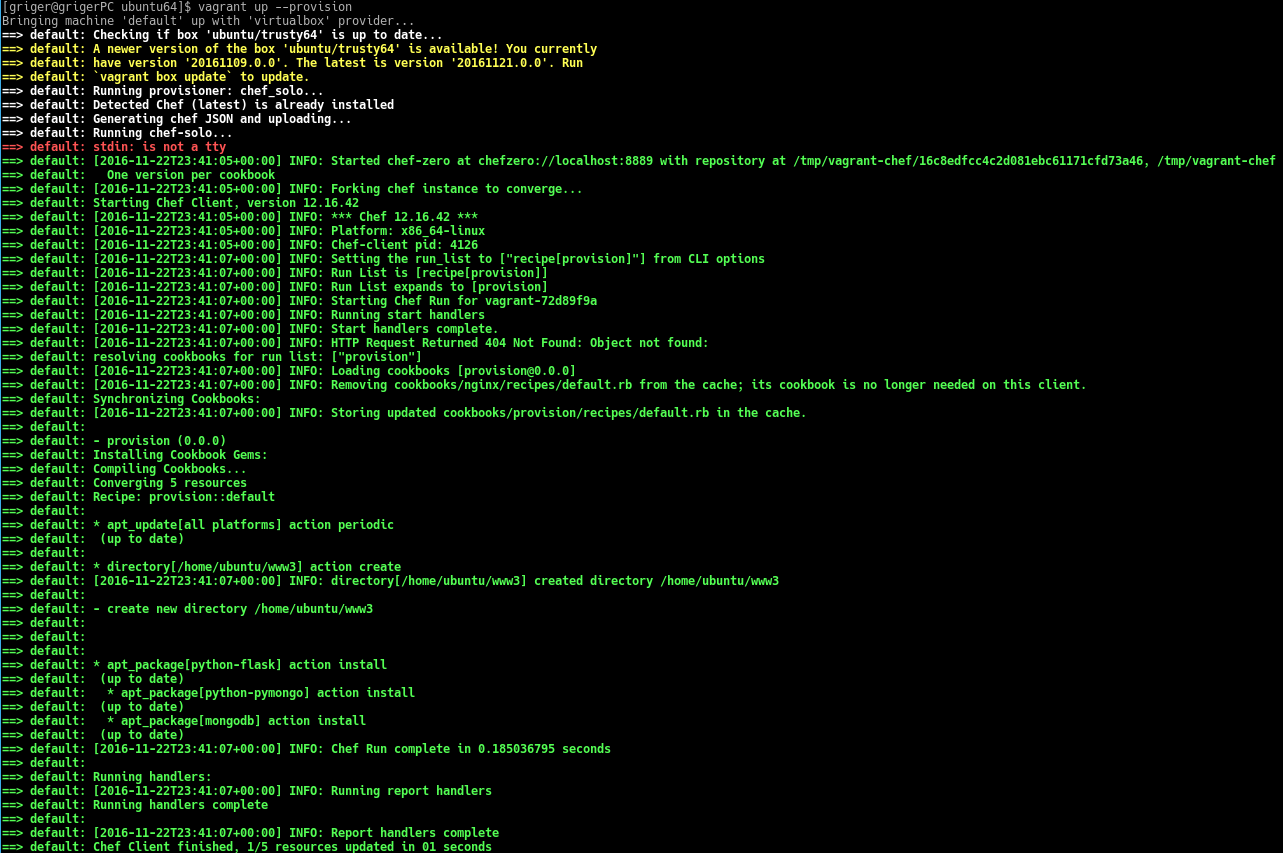 [griger@grigerPC ubuntu64]$ vagrant up --provision
Bringing machine 'default' up with 'virtualbox' provider...
==> default: Checking if box 'ubuntu/trusty64' is up to date...
==> default: A newer version of the box 'ubuntu/trusty64' is available! You currently
==> default: have version '20161109.0.0'. The latest is version '20161121.0.0'. Run
==> default: `vagrant box update` to update.
==> default: Running provisioner: chef_solo...
==> default: Detected Chef (latest) is already installed
==> default: Generating chef JSON and uploading...
==> default: Running chef-solo...
==> default: stdin: is not a tty
==> default: [2016-11-22T23:41:05+00:00] INFO: Started chef-zero at chefzero://localhost:8889 with repository at /tmp/vagrant-chef/16c8edfcc4c2d081ebc61171cfd73a46, /tmp/vagrant-chef
==> default:   One version per cookbook
==> default: [2016-11-22T23:41:05+00:00] INFO: Forking chef instance to converge...
==> default: Starting Chef Client, version 12.16.42
==> default: [2016-11-22T23:41:05+00:00] INFO: *** Chef 12.16.42 ***
==> default: [2016-11-22T23:41:05+00:00] INFO: Platform: x86_64-linux
==> default: [2016-11-22T23:41:05+00:00] INFO: Chef-client pid: 4126
==> default: [2016-11-22T23:41:07+00:00] INFO: Setting the run_list to ["recipe[provision]"] from CLI options
==> default: [2016-11-22T23:41:07+00:00] INFO: Run List is [recipe[provision]]
==> default: [2016-11-22T23:41:07+00:00] INFO: Run List expands to [provision]
==> default: [2016-11-22T23:41:07+00:00] INFO: Starting Chef Run for vagrant-72d89f9a
==> default: [2016-11-22T23:41:07+00:00] INFO: Running start handlers
==> default: [2016-11-22T23:41:07+00:00] INFO: Start handlers complete.
==> default: [2016-11-22T23:41:07+00:00] INFO: HTTP Request Returned 404 Not Found: Object not found:
==> default: resolving cookbooks for run list: ["provision"]
==> default: [2016-11-22T23:41:07+00:00] INFO: Loading cookbooks [provision@0.0.0]
==> default: [2016-11-22T23:41:07+00:00] INFO: Removing cookbooks/nginx/recipes/default.rb from the cache; its cookbook is no longer needed on this client.
==> default: Synchronizing Cookbooks:
==> default: [2016-11-22T23:41:07+00:00] INFO: Storing updated cookbooks/provision/recipes/default.rb in the cache.
==> default:
==> default: - provision (0.0.0)
==> default: Installing Cookbook Gems:
==> default: Compiling Cookbooks...
==> default: Converging 5 resources
==> default: Recipe: provision::default
==> default:
==> default: * apt_update[all platforms] action periodic
==> default:  (up to date)
==> default:
==> default: * directory[/home/ubuntu/www3] action create
==> default: [2016-11-22T23:41:07+00:00] INFO: directory[/home/ubuntu/www3] created directory /home/ubuntu/www3
==> default:
==> default: - create new directory /home/ubuntu/www3
==> default:
==> default:
==> default:
==> default: * apt_package[python-flask] action install
==> default:  (up to date)
==> default:   * apt_package[python-pymongo] action install
==> default:  (up to date)
==> default:   * apt_package[mongodb] action install
==> default:  (up to date)
==> default: [2016-11-22T23:41:07+00:00] INFO: Chef Run complete in 0.185036795 seconds
==> default:
==> default: Running handlers:
==> default: [2016-11-22T23:41:07+00:00] INFO: Running report handlers
==> default: Running handlers complete
==> default:
==> default: [2016-11-22T23:41:07+00:00] INFO: Report handlers complete
==> default: Chef Client finished, 1/5 resources updated in 01 seconds